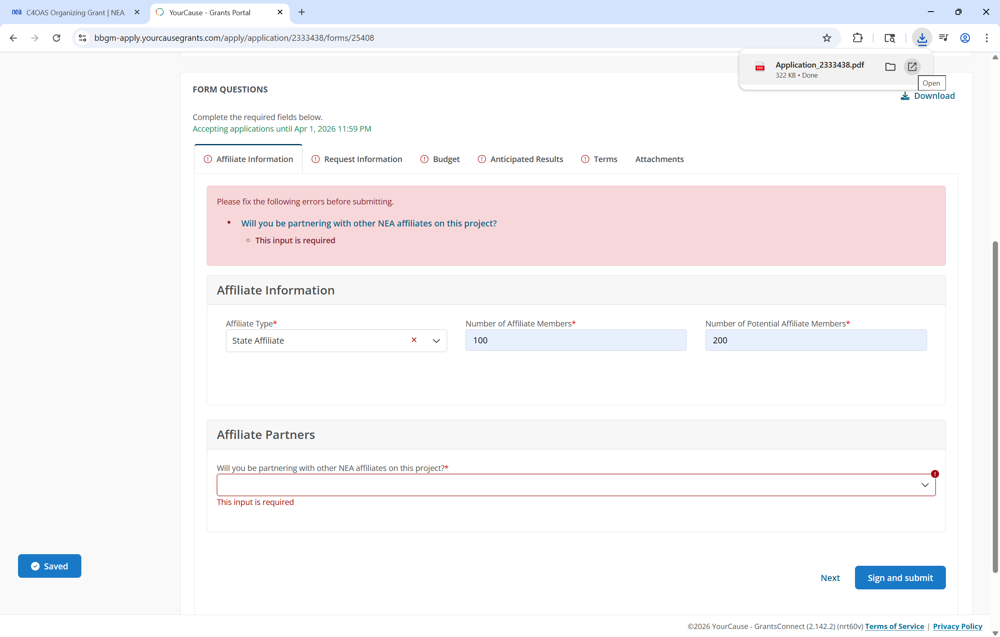 nea C4OAS Organizing Grant | NEA
YourCause - Grants Portal
bbgm-apply.yourcausegrants.com/apply/application/2333438/forms/25408
PDF
Application_2333438.pdf
322 KB • Done
Open
FORM QUESTIONS
Download
Complete the required fields below.
Accepting applications until Apr 1, 2026 11:59 PM
Affiliate Information
Request Information
Budget
Anticipated Results
Terms
Attachments
Please fix the following errors before submitting.
Will you be partnering with other NEA affiliates on this project?
This input is required
Affiliate Information
Affiliate Type*
Number of Affiliate Members*
Number of Potential Affiliate Members*
State Affiliate
100
200
Affiliate Partners
Will you be partnering with other NEA affiliates on this project?*
This input is required
Saved
Next
Sign and submit
©2026 YourCause - GrantsConnect (2.142.2) (nrt60v) Terms of Service | Privacy Policy